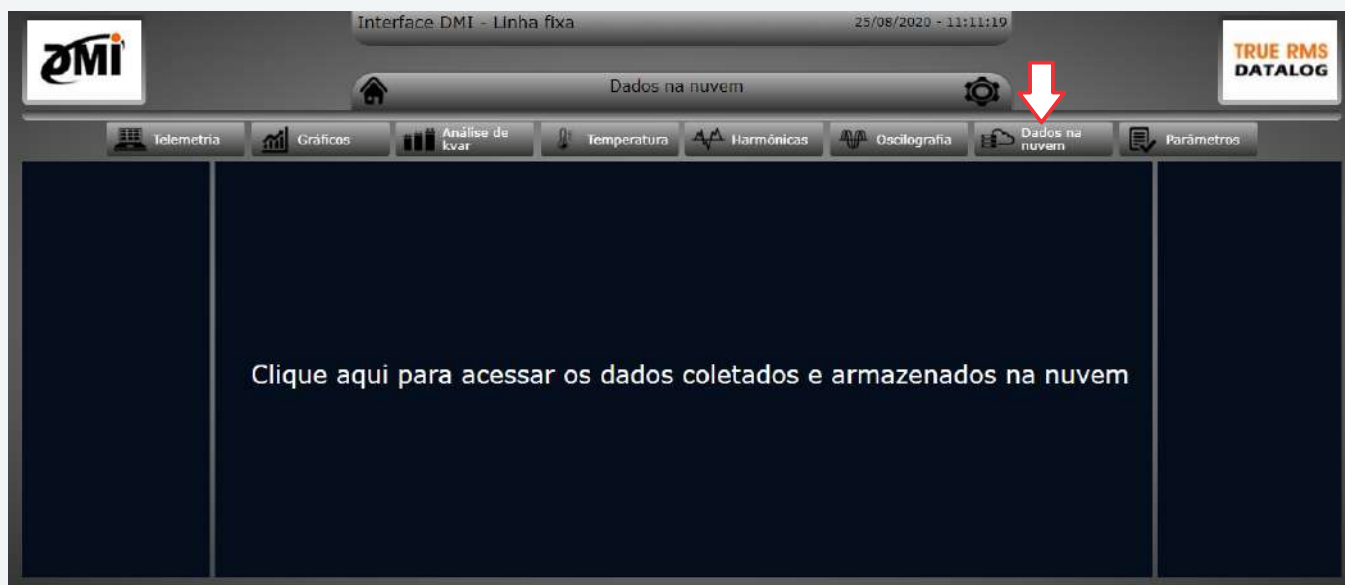 Interface DMI - Linha fixa
25/08/2020 - 11:11:19
DMI
TRUE RMS
DATALOG
Dados na nuvem
Telemetria
Gráficos
Análise de
kvar
Temperatura
Harmônicas
Oscilografia
Dados na
nuvem
Parâmetros
Clique aqui para acessar os dados coletados e armazenados na nuvem